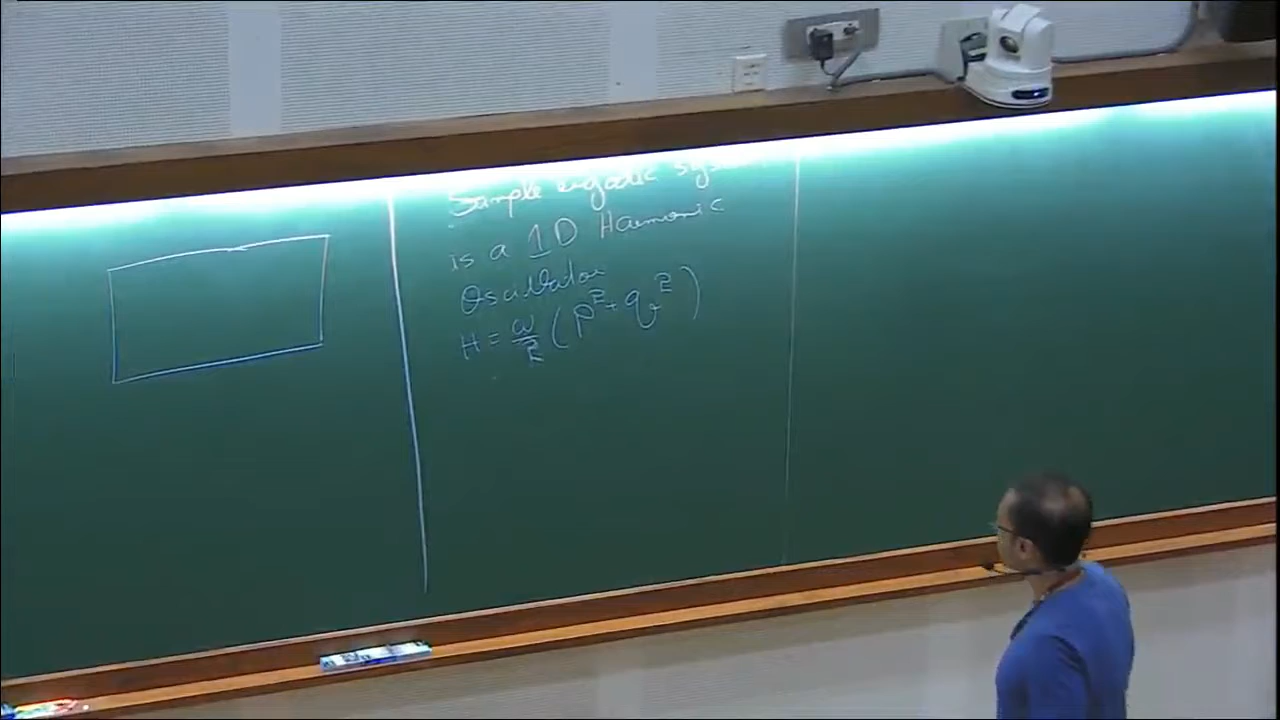 Simple ergodic system
is a 1D Harmonic
Oscillator
H = ω/2 (p² + q²)